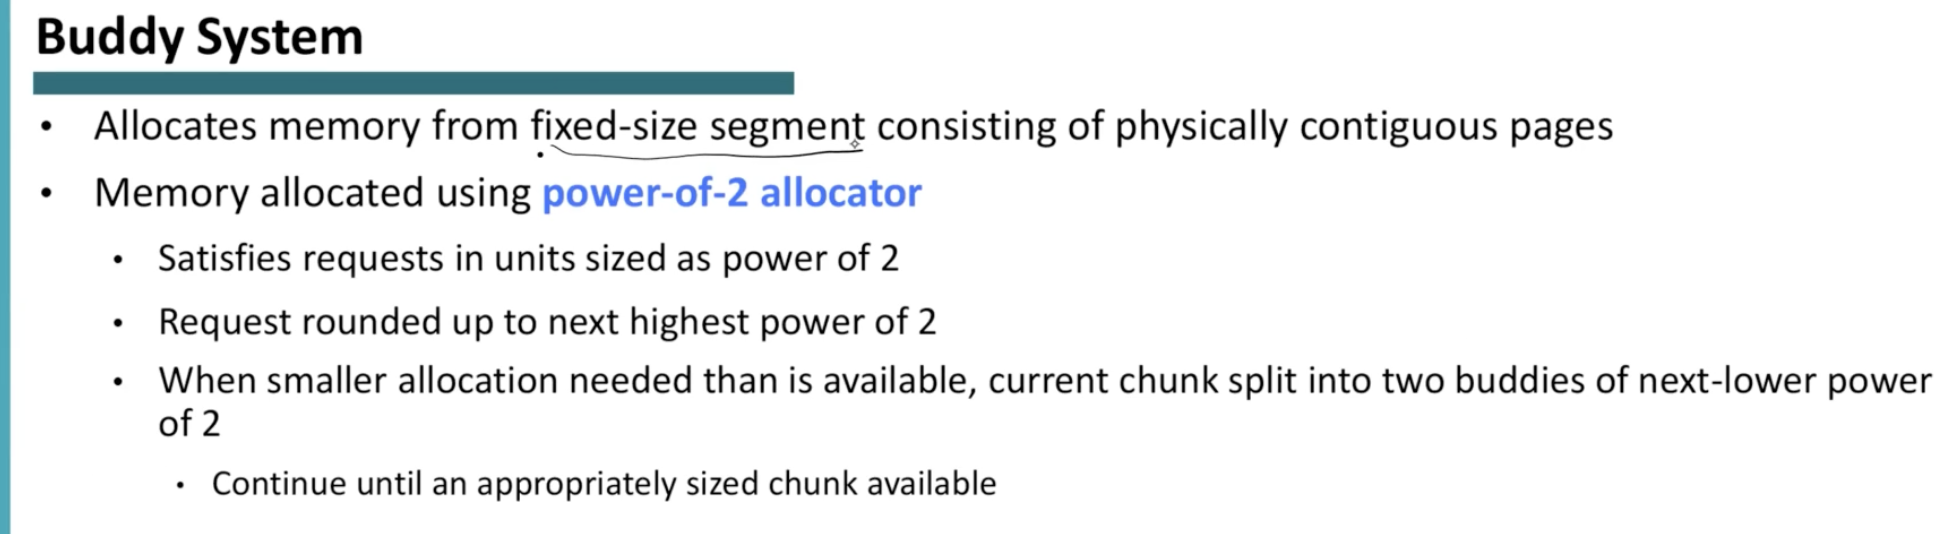 Buddy System
• Allocates memory from fixed-size segment consisting of physically contiguous pages
• Memory allocated using power-of-2 allocator
• Satisfies requests in units sized as power of 2
• Request rounded up to next highest power of 2
• When smaller allocation needed than is available, current chunk split into two buddies of next-lower power
of 2
• Continue until an appropriately sized chunk available